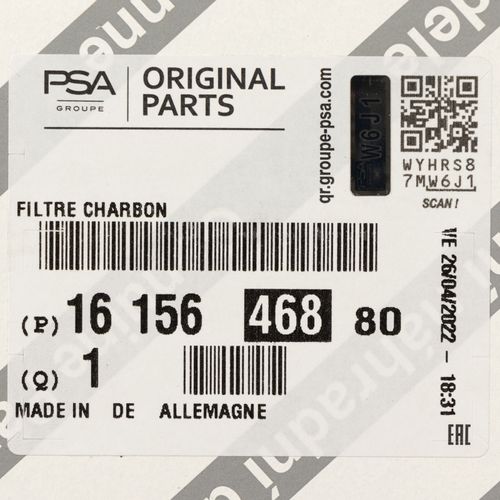 PSA
GROUPE
ORIGINAL
PARTS
qr.groupe-psa.com
W6J1
WYHRS8
7MW6J1
SCAN!
FILTRE CHARBON
(P) 16 156 468 80
(Q) 1
MADE IN DE ALLEMAGNE
VE 26/04/2022 - 18:31
EAC
náhradní